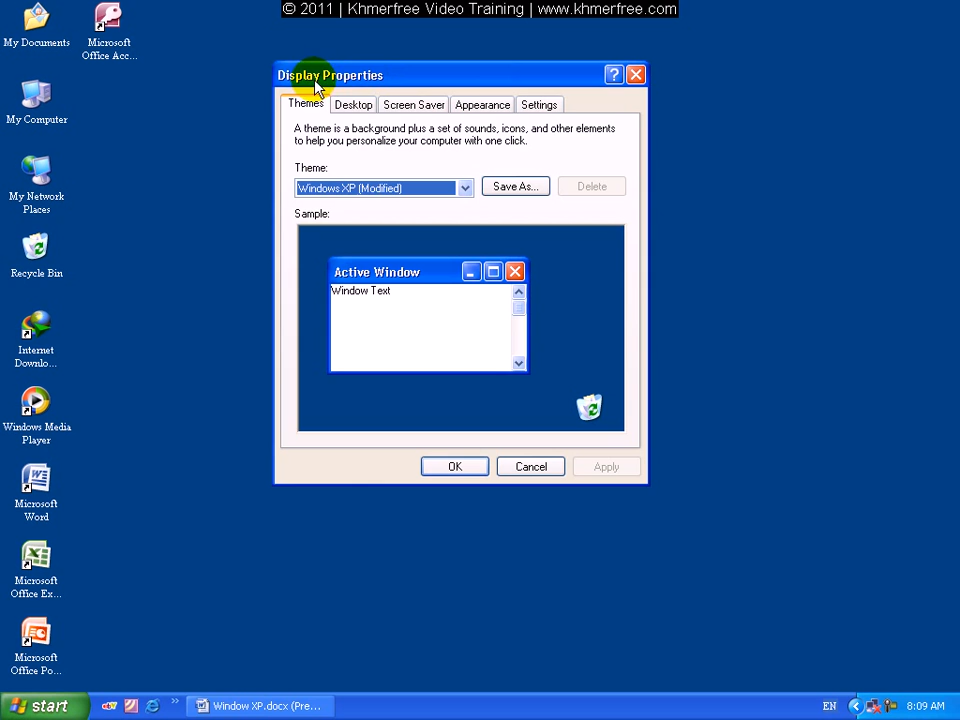 © 2011 | Khmerfree Video Training | www.khmerfree.com
My Documents
Microsoft
Office Acc...
My Computer
My Network
Places
Recycle Bin
Internet
Downlo...
Windows Media
Player
Microsoft
Word
Microsoft
Office Ex...
Microsoft
Office Po...
Display Properties
Themes
Desktop
Screen Saver
Appearance
Settings
A theme is a background plus a set of sounds, icons, and other elements
to help you personalize your computer with one click.
Theme:
Windows XP (Modified)
Save As...
Delete
Sample:
Active Window
Window Text
OK
Cancel
Apply
start
Window XP.docx (Pre...
EN
8:09 AM